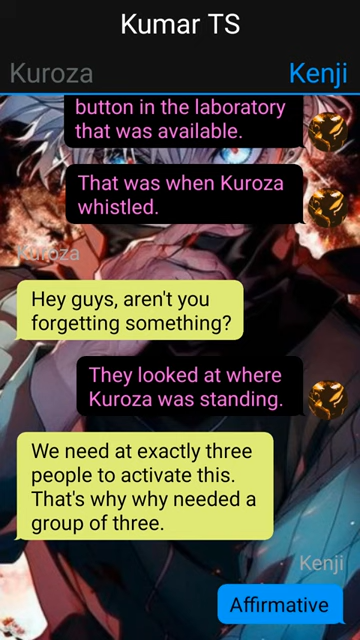 Kumar TS
Kuroza
Kenji
button in the laboratory
that was available.
That was when Kuroza
whistled.
Kuroza
Hey guys, aren't you
forgetting something?
They looked at where
Kuroza was standing.
We need at exactly three
people to activate this.
That's why why needed a
group of three.
Kenji
Affirmative